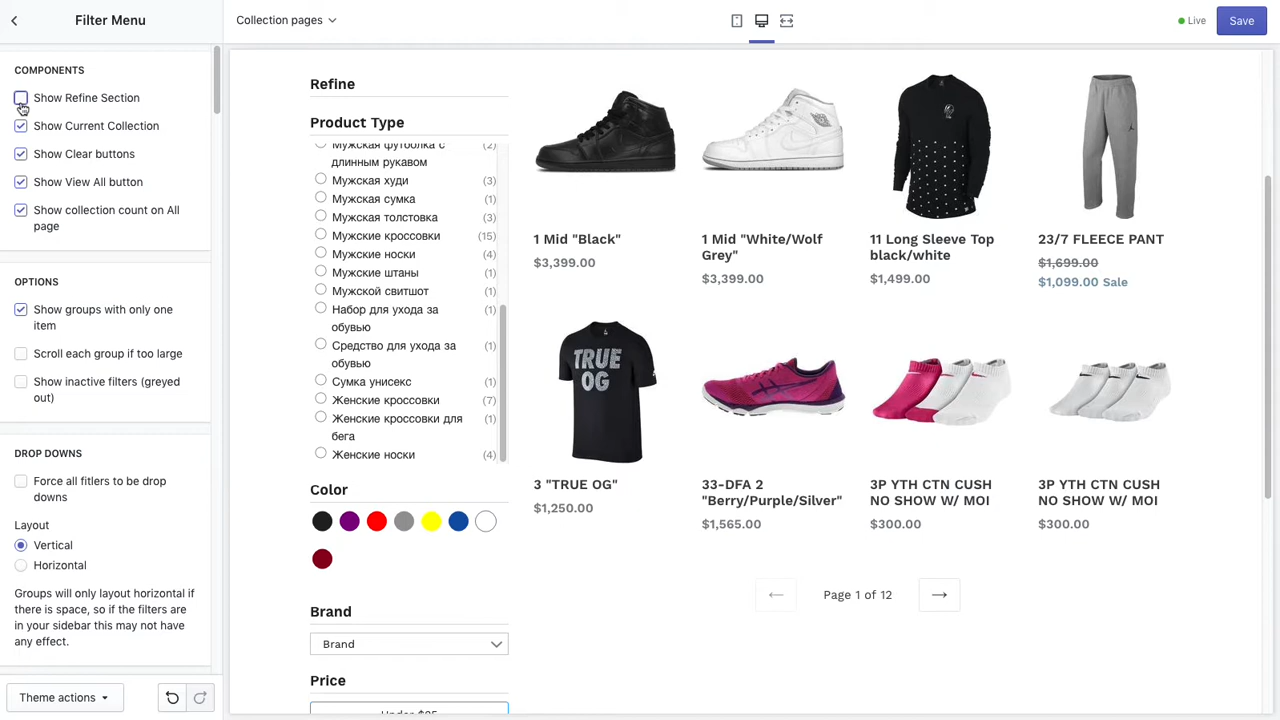 Filter Menu
Collection pages
Live
Save
COMPONENTS
Show Refine Section
Show Current Collection
Show Clear buttons
Show View All button
Show collection count on All
page
OPTIONS
Show groups with only one
item
Scroll each group if too large
Show inactive filters (greyed
out)
DROP DOWNS
Force all fitlers to be drop
downs
Layout
Vertical
Horizontal
Groups will only layout horizontal if
there is space, so if the filters are
in your sidebar this may not have
any effect.
Theme actions
Refine
Product Type
Мужская футболка с (2)
длинным рукавом
Мужская худи (3)
Мужская сумка (1)
Мужская толстовка (3)
Мужские кроссовки (15)
Мужские носки (4)
Мужские штаны (1)
Мужской свитшот (1)
Набор для ухода за (1)
обувью
Средство для ухода за (1)
обувью
Сумка унисекс (1)
Женские кроссовки (7)
Женские кроссовки для (1)
бега
Женские носки (4)
Color
Brand
Brand
Price
Under $25
1 Mid "Black"
$3,399.00
1 Mid "White/Wolf
Grey"
$3,399.00
11 Long Sleeve Top
black/white
$1,499.00
23/7 FLEECE PANT
$1,699.00
$1,099.00 Sale
TRUE
OG
3 "TRUE OG"
$1,250.00
33-DFA 2
"Berry/Purple/Silver"
$1,565.00
3P YTH CTN CUSH
NO SHOW W/ MOI
$300.00
3P YTH CTN CUSH
NO SHOW W/ MOI
$300.00
Page 1 of 12